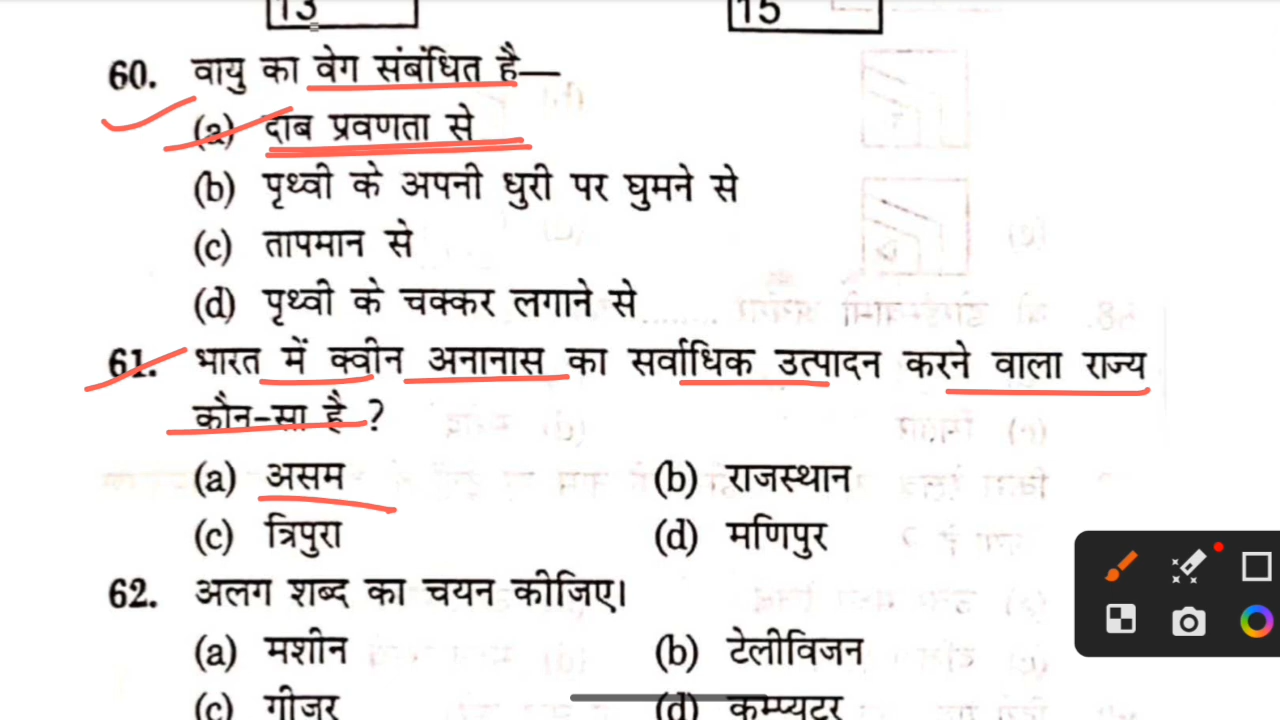 13 15
60. वायु का वेग संबंधित है—
(a) दाब प्रवणता से
(b) पृथ्वी के अपनी धुरी पर घुमने से
(c) तापमान से
(d) पृथ्वी के चक्कर लगाने से
61. भारत में क्वीन अनानास का सर्वाधिक उत्पादन करने वाला राज्य
कौन-सा है ?
(a) असम (b) राजस्थान
(c) त्रिपुरा (d) मणिपुर
62. अलग शब्द का चयन कीजिए।
(a) मशीन (b) टेलीविजन
(c) गीजर (d) कम्प्यूटर